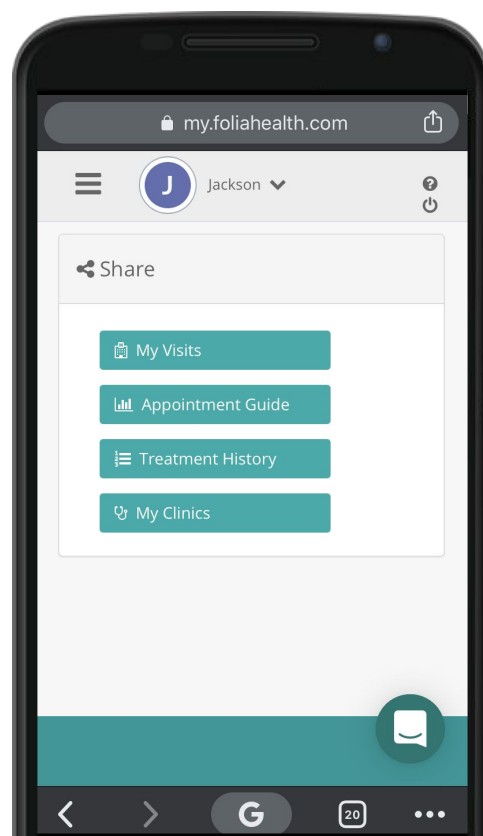 my.foliahealth.com
J
Jackson
Share
My Visits
Appointment Guide
Treatment History
My Clinics
G
20